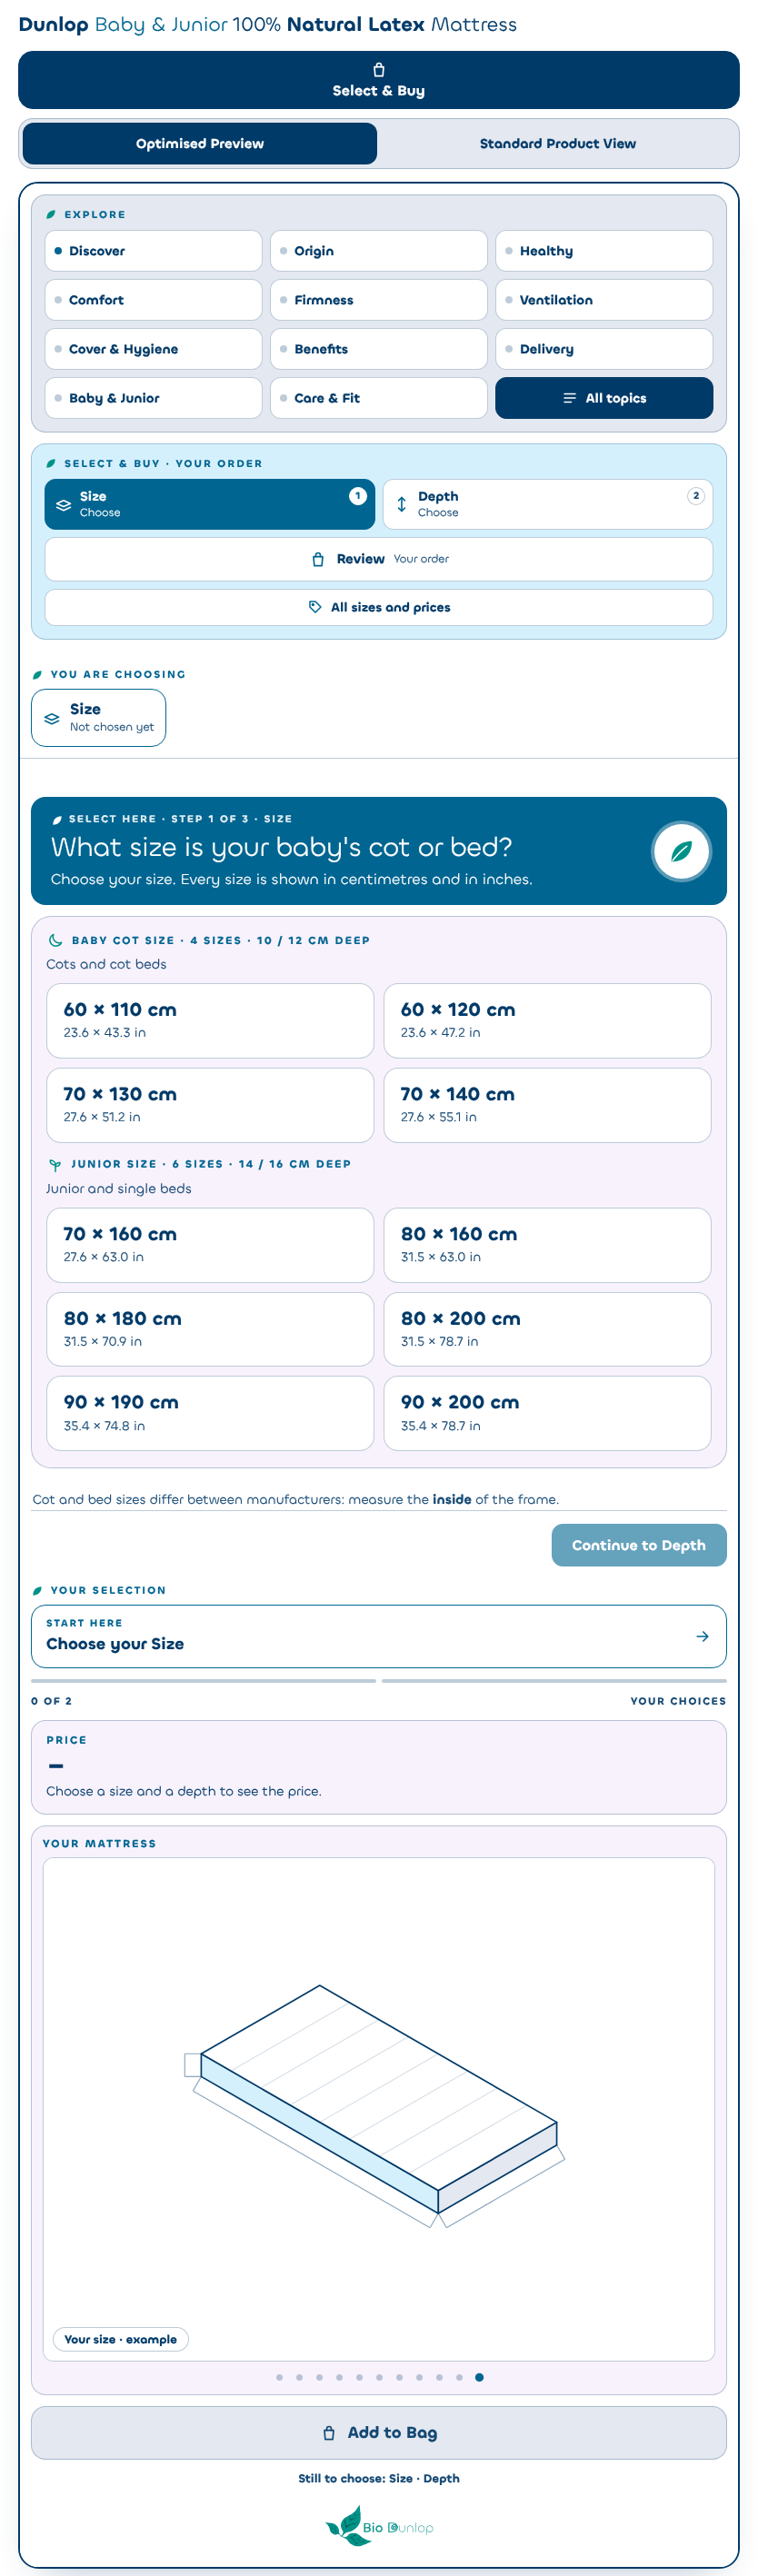 Dunlop Baby & Junior 100% Natural Latex Mattress
Select & Buy
Optimised Preview
Standard Product View
EXPLORE
Discover
Origin
Healthy
Comfort
Firmness
Ventilation
Cover & Hygiene
Benefits
Delivery
Baby & Junior
Care & Fit
All topics
SELECT & BUY · YOUR ORDER
Size
Choose
1
Depth
Choose
2
Review Your order
All sizes and prices
YOU ARE CHOOSING
Size
Not chosen yet
SELECT HERE · STEP 1 OF 3 · SIZE
What size is your baby's cot or bed?
Choose your size. Every size is shown in centimetres and in inches.
BABY COT SIZE · 4 SIZES · 10 / 12 CM DEEP
Cots and cot beds
60 × 110 cm
23.6 × 43.3 in
60 × 120 cm
23.6 × 47.2 in
70 × 130 cm
27.6 × 51.2 in
70 × 140 cm
27.6 × 55.1 in
JUNIOR SIZE · 6 SIZES · 14 / 16 CM DEEP
Junior and single beds
70 × 160 cm
27.6 × 63.0 in
80 × 160 cm
31.5 × 63.0 in
80 × 180 cm
31.5 × 70.9 in
80 × 200 cm
31.5 × 78.7 in
90 × 190 cm
35.4 × 74.8 in
90 × 200 cm
35.4 × 78.7 in
Cot and bed sizes differ between manufacturers: measure the inside of the frame.
Continue to Depth
YOUR SELECTION
START HERE
Choose your Size
0 OF 2
YOUR CHOICES
PRICE
–
Choose a size and a depth to see the price.
YOUR MATTRESS
Your size · example
Add to Bag
Still to choose: Size · Depth
Bio Dunlop